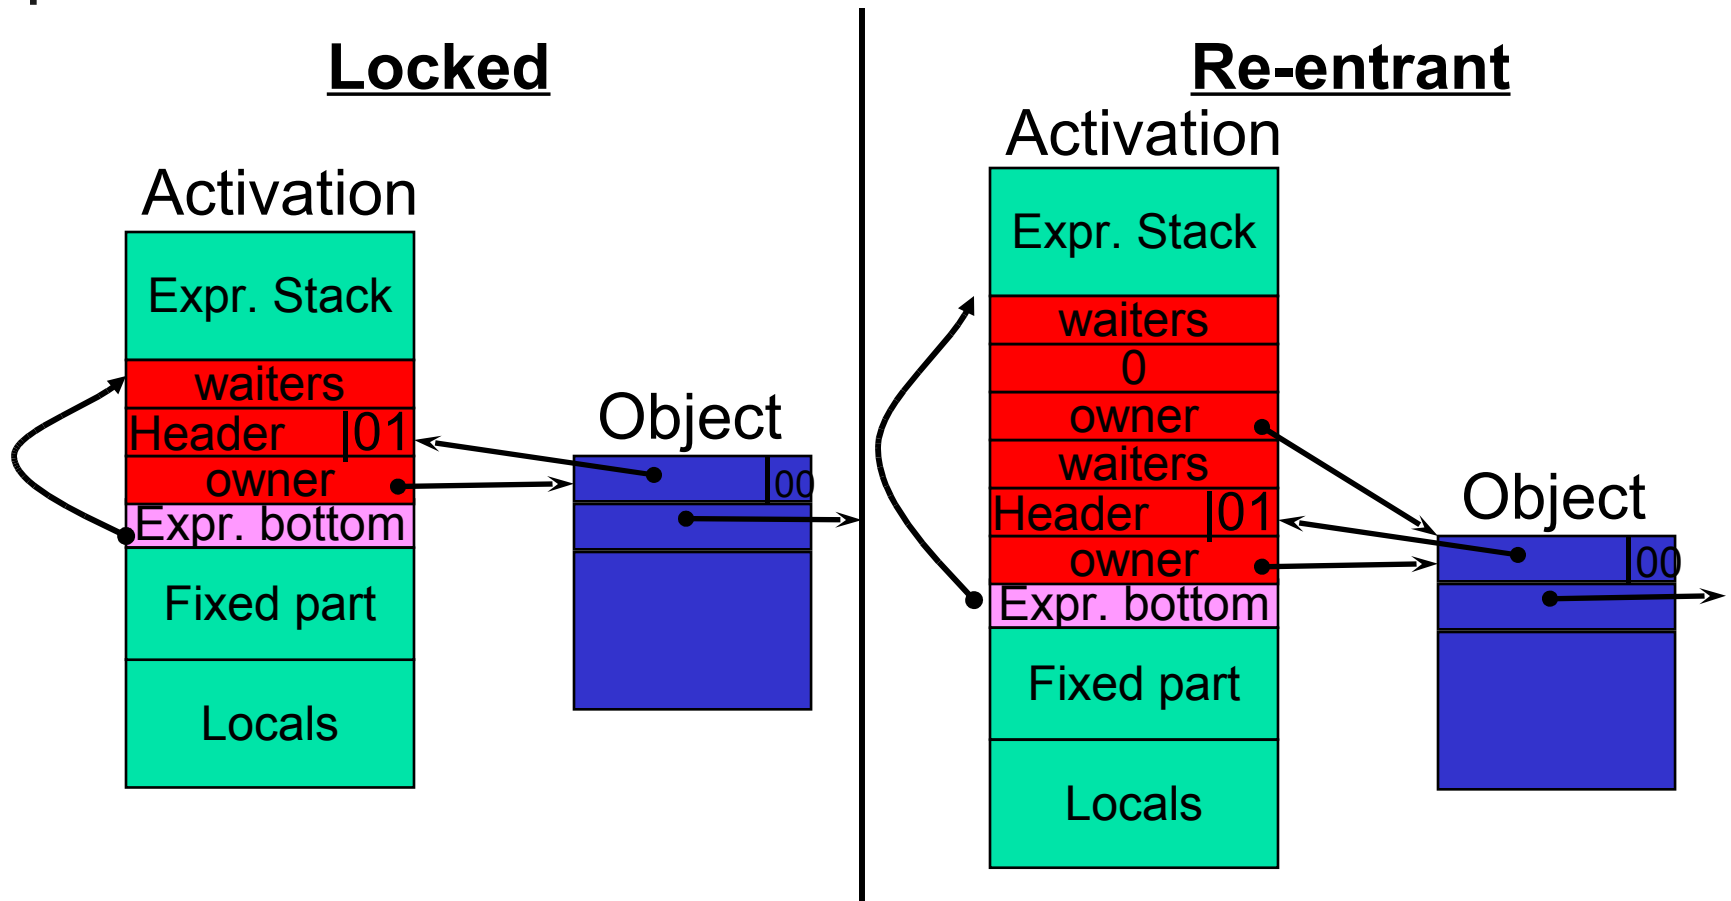 Locked
Activation
Expr. Stack
waiters
Header |01
owner
Expr. bottom
Fixed part
Locals
Object
00
Re-entrant
Activation
Expr. Stack
waiters
0
owner
waiters
Header |01
owner
Expr. bottom
Fixed part
Locals
Object
00